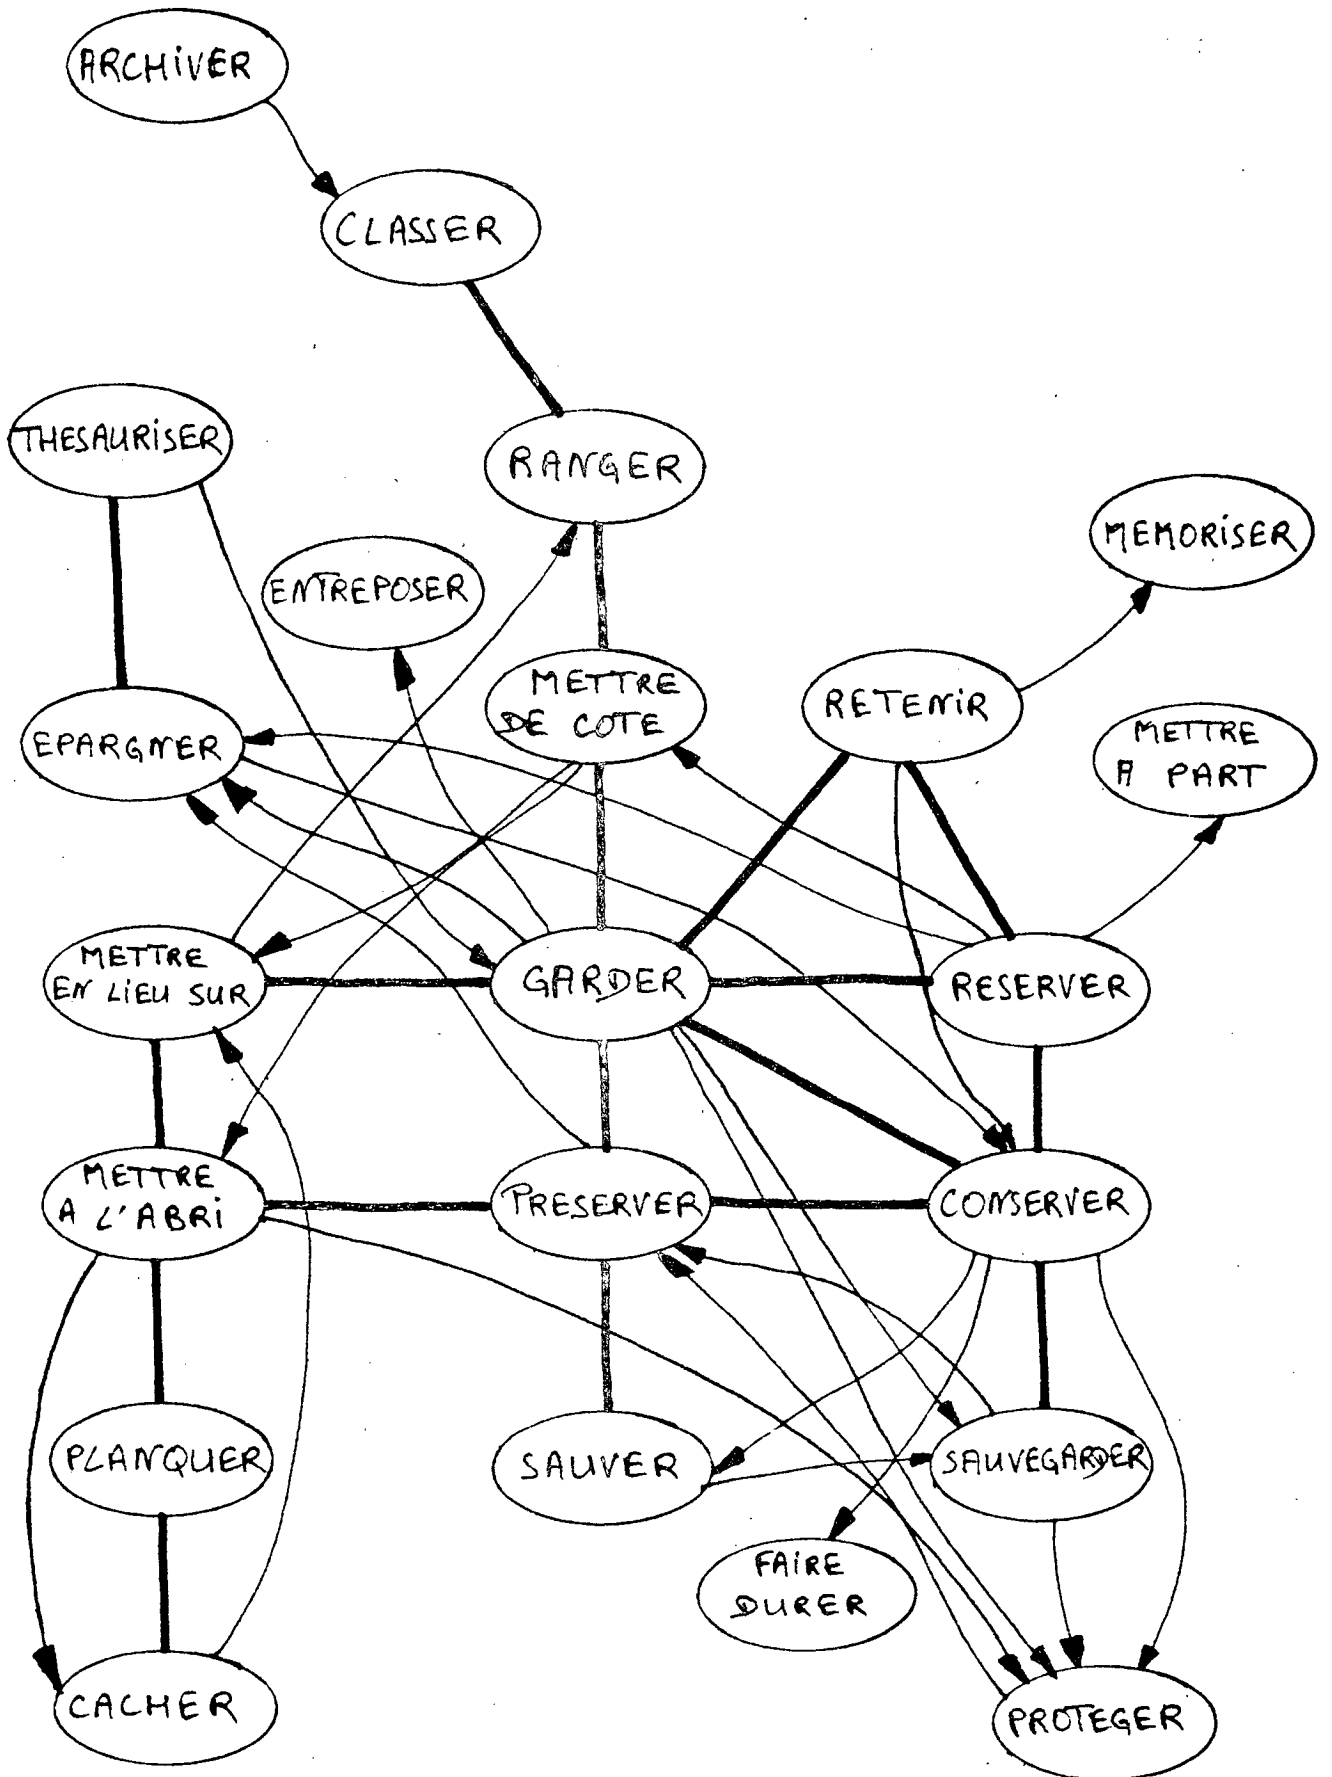 ARCHiVER
CLASSER
THESAURiSER
RANGER
MEMORiSER
ENTREPOSER
METTRE
DE COTE
RETENiR
EPARGNER
METTRE
A PART
METTRE
EN LiEU SUR
GARDER
RESERVER
METTRE
A L'ABRi
PRESERVER
CONSERVER
PLANQUER
SAUVER
SAUVEGARDER
FAiRE
DURER
CACHER
PROTEGER